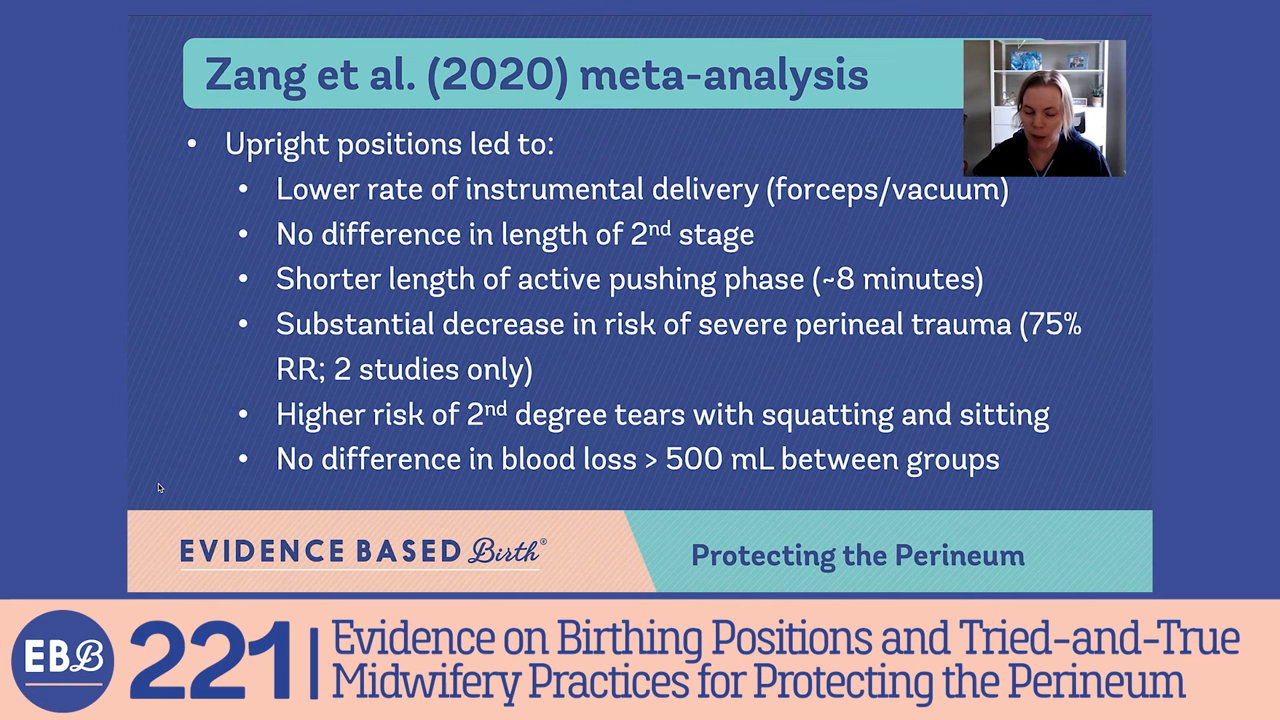 Zang et al. (2020) meta-analysis
• Upright positions led to:
• Lower rate of instrumental delivery (forceps/vacuum)
• No difference in length of 2nd stage
• Shorter length of active pushing phase (~8 minutes)
• Substantial decrease in risk of severe perineal trauma (75%
RR; 2 studies only)
• Higher risk of 2nd degree tears with squatting and sitting
• No difference in blood loss > 500 mL between groups
EVIDENCE BASED Birth®
Protecting the Perineum
EBB 221 | Evidence on Birthing Positions and Tried-and-True
Midwifery Practices for Protecting the Perineum